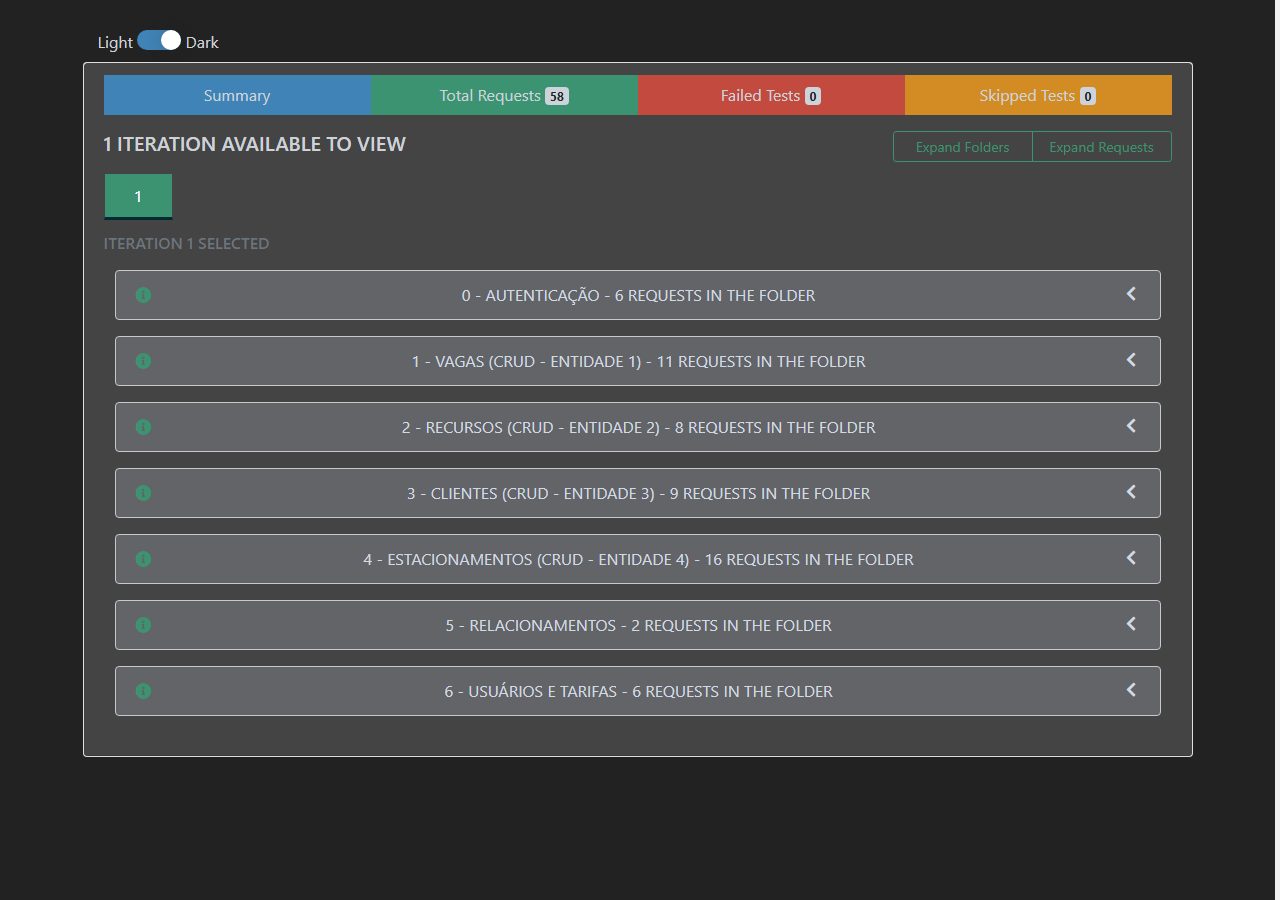 Light Dark
Summary Total Requests 58 Failed Tests 0 Skipped Tests 0
1 ITERATION AVAILABLE TO VIEW Expand Folders Expand Requests
1
ITERATION 1 SELECTED
0 - AUTENTICAÇÃO - 6 REQUESTS IN THE FOLDER
1 - VAGAS (CRUD - ENTIDADE 1) - 11 REQUESTS IN THE FOLDER
2 - RECURSOS (CRUD - ENTIDADE 2) - 8 REQUESTS IN THE FOLDER
3 - CLIENTES (CRUD - ENTIDADE 3) - 9 REQUESTS IN THE FOLDER
4 - ESTACIONAMENTOS (CRUD - ENTIDADE 4) - 16 REQUESTS IN THE FOLDER
5 - RELACIONAMENTOS - 2 REQUESTS IN THE FOLDER
6 - USUÁRIOS E TARIFAS - 6 REQUESTS IN THE FOLDER